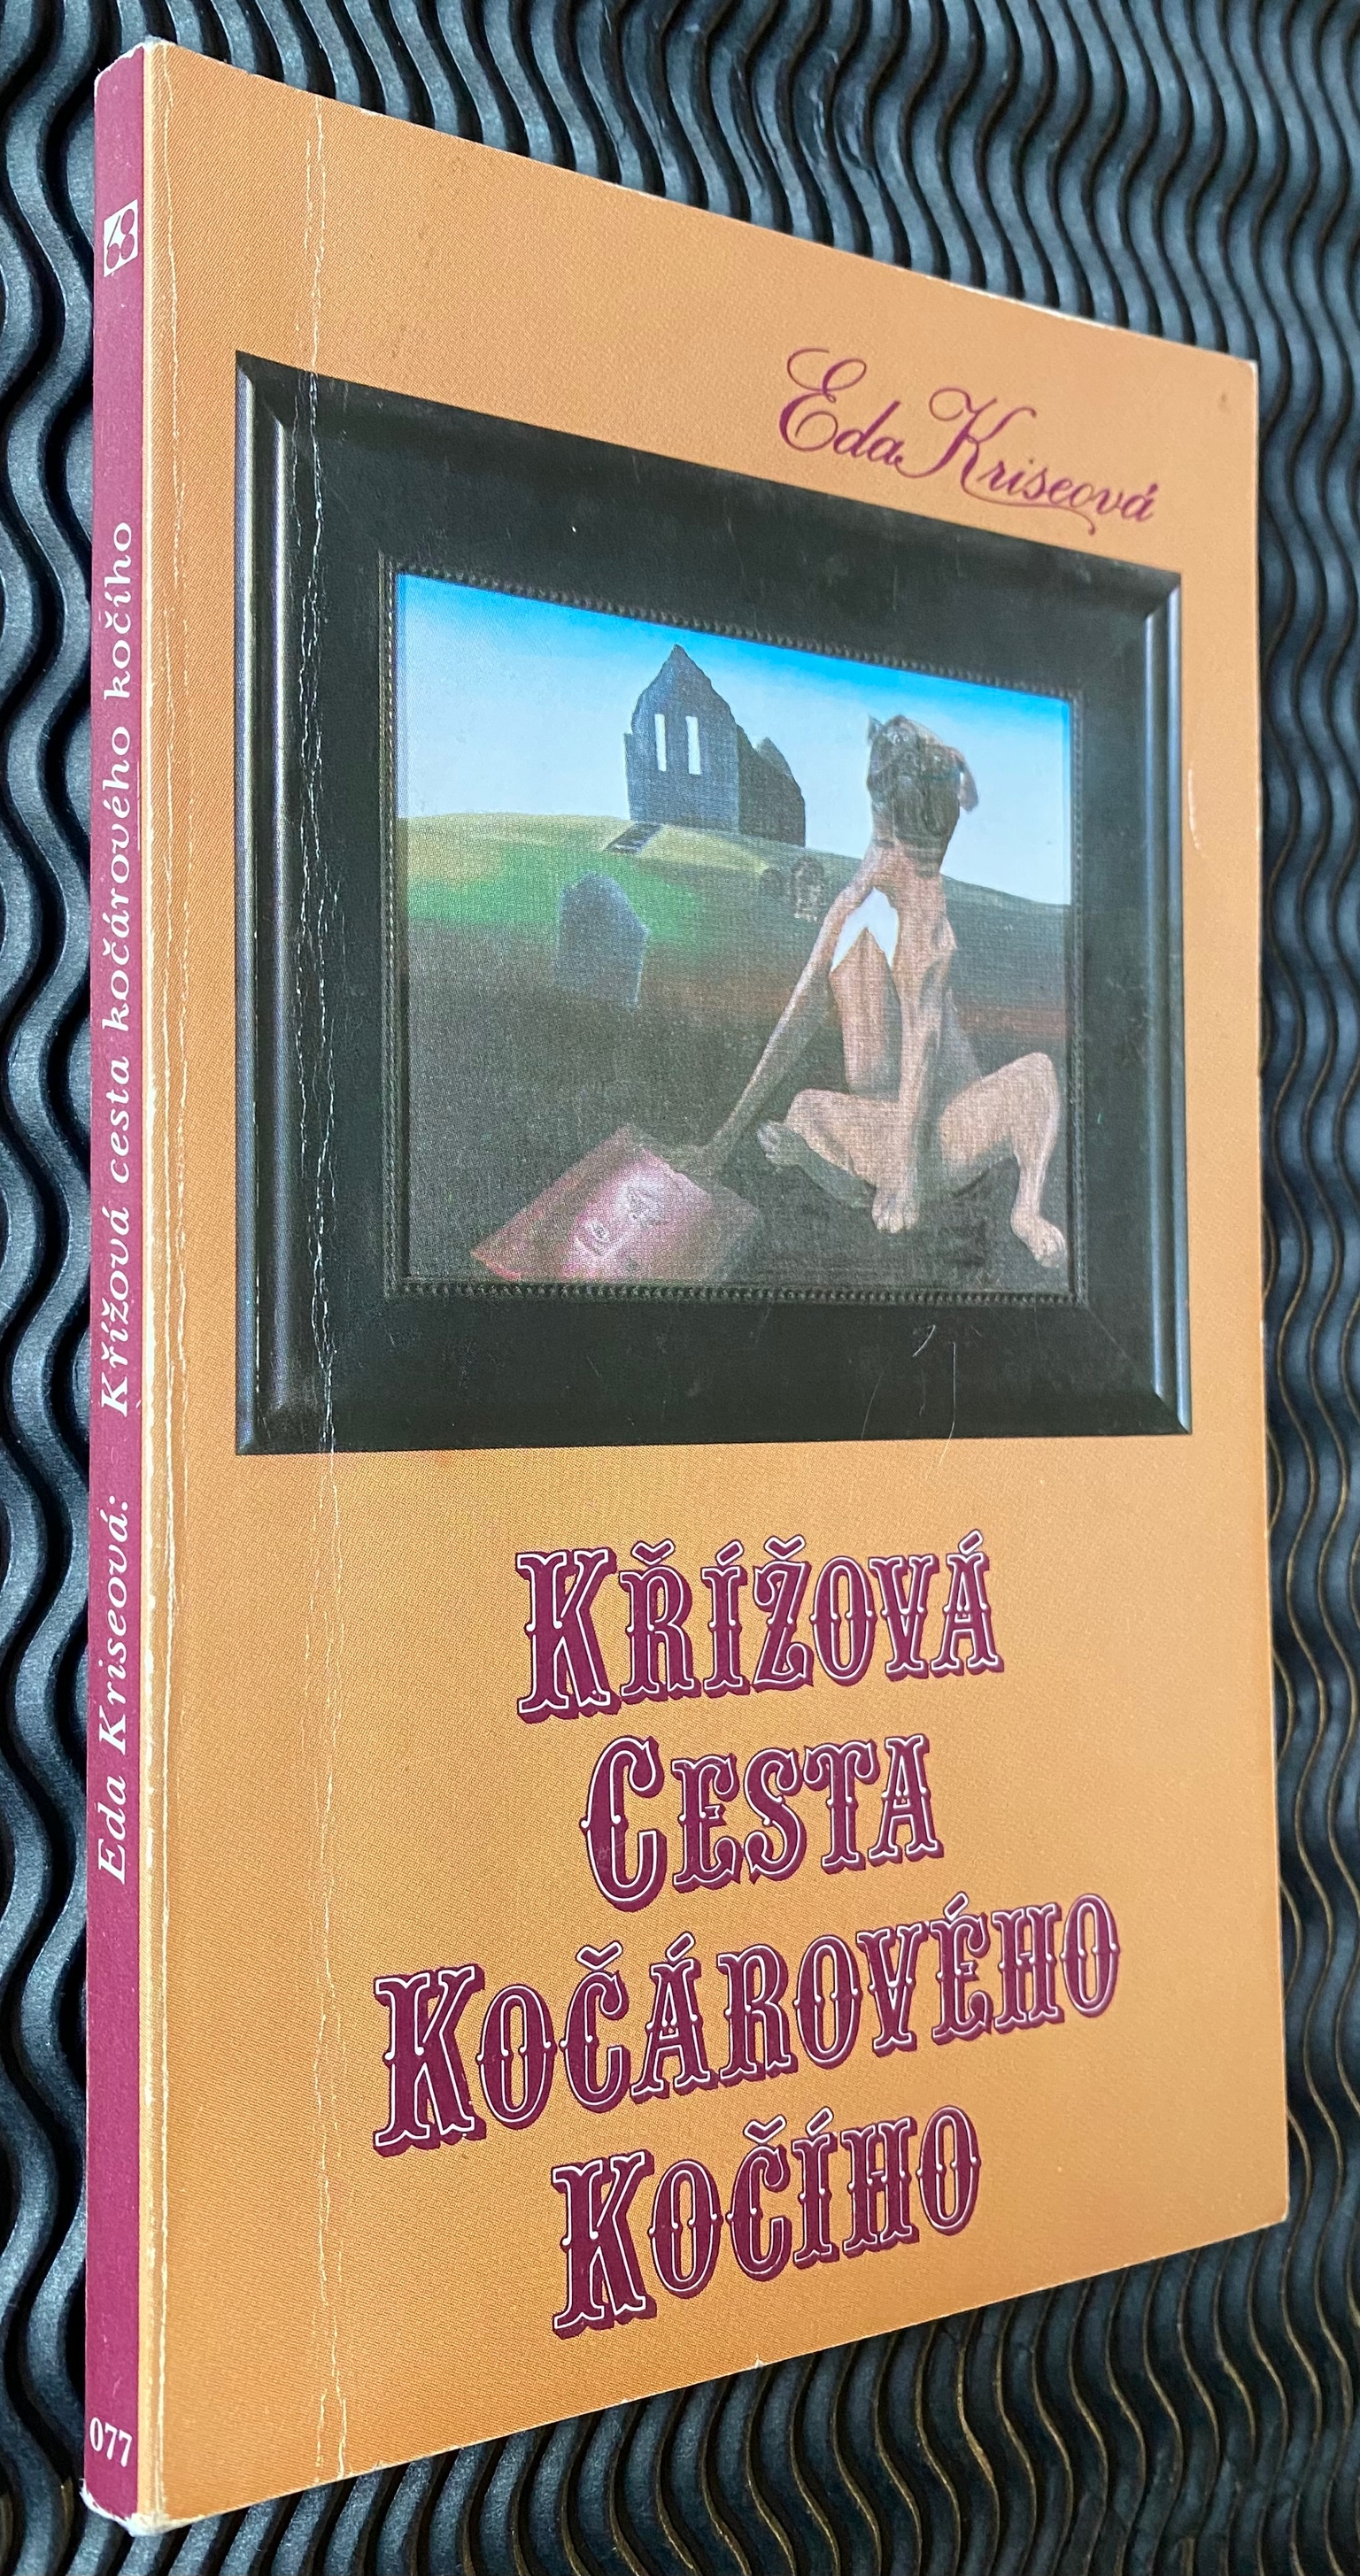 Eda Kriseová
KŘÍŽOVÁ
CESTA
KOČÁROVÉHO
KOČÍHO
Eda Kriseová: Křížová cesta kočárového kočího
077